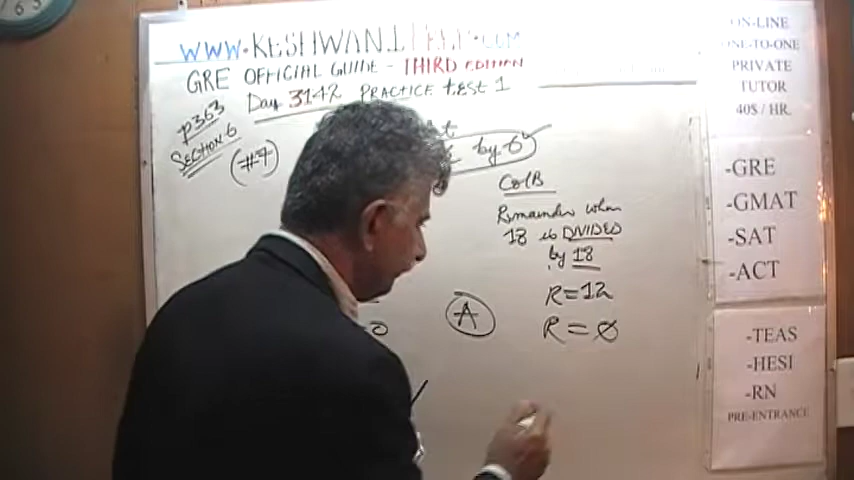 GRE OFFICIAL GUIDE - THIRD EDITION
Day 3142 PRACTICE test 1
p363
SECTION 6
(#7)
by 6
Col B
Remainder when
18 is DIVIDED
by 18
R=12
A
R=0
ON-LINE
ONE-TO-ONE
PRIVATE
TUTOR
40$ / HR.
-GRE
-GMAT
-SAT
-ACT
-TEAS
-HESI
-RN
PRE-ENTRANCE